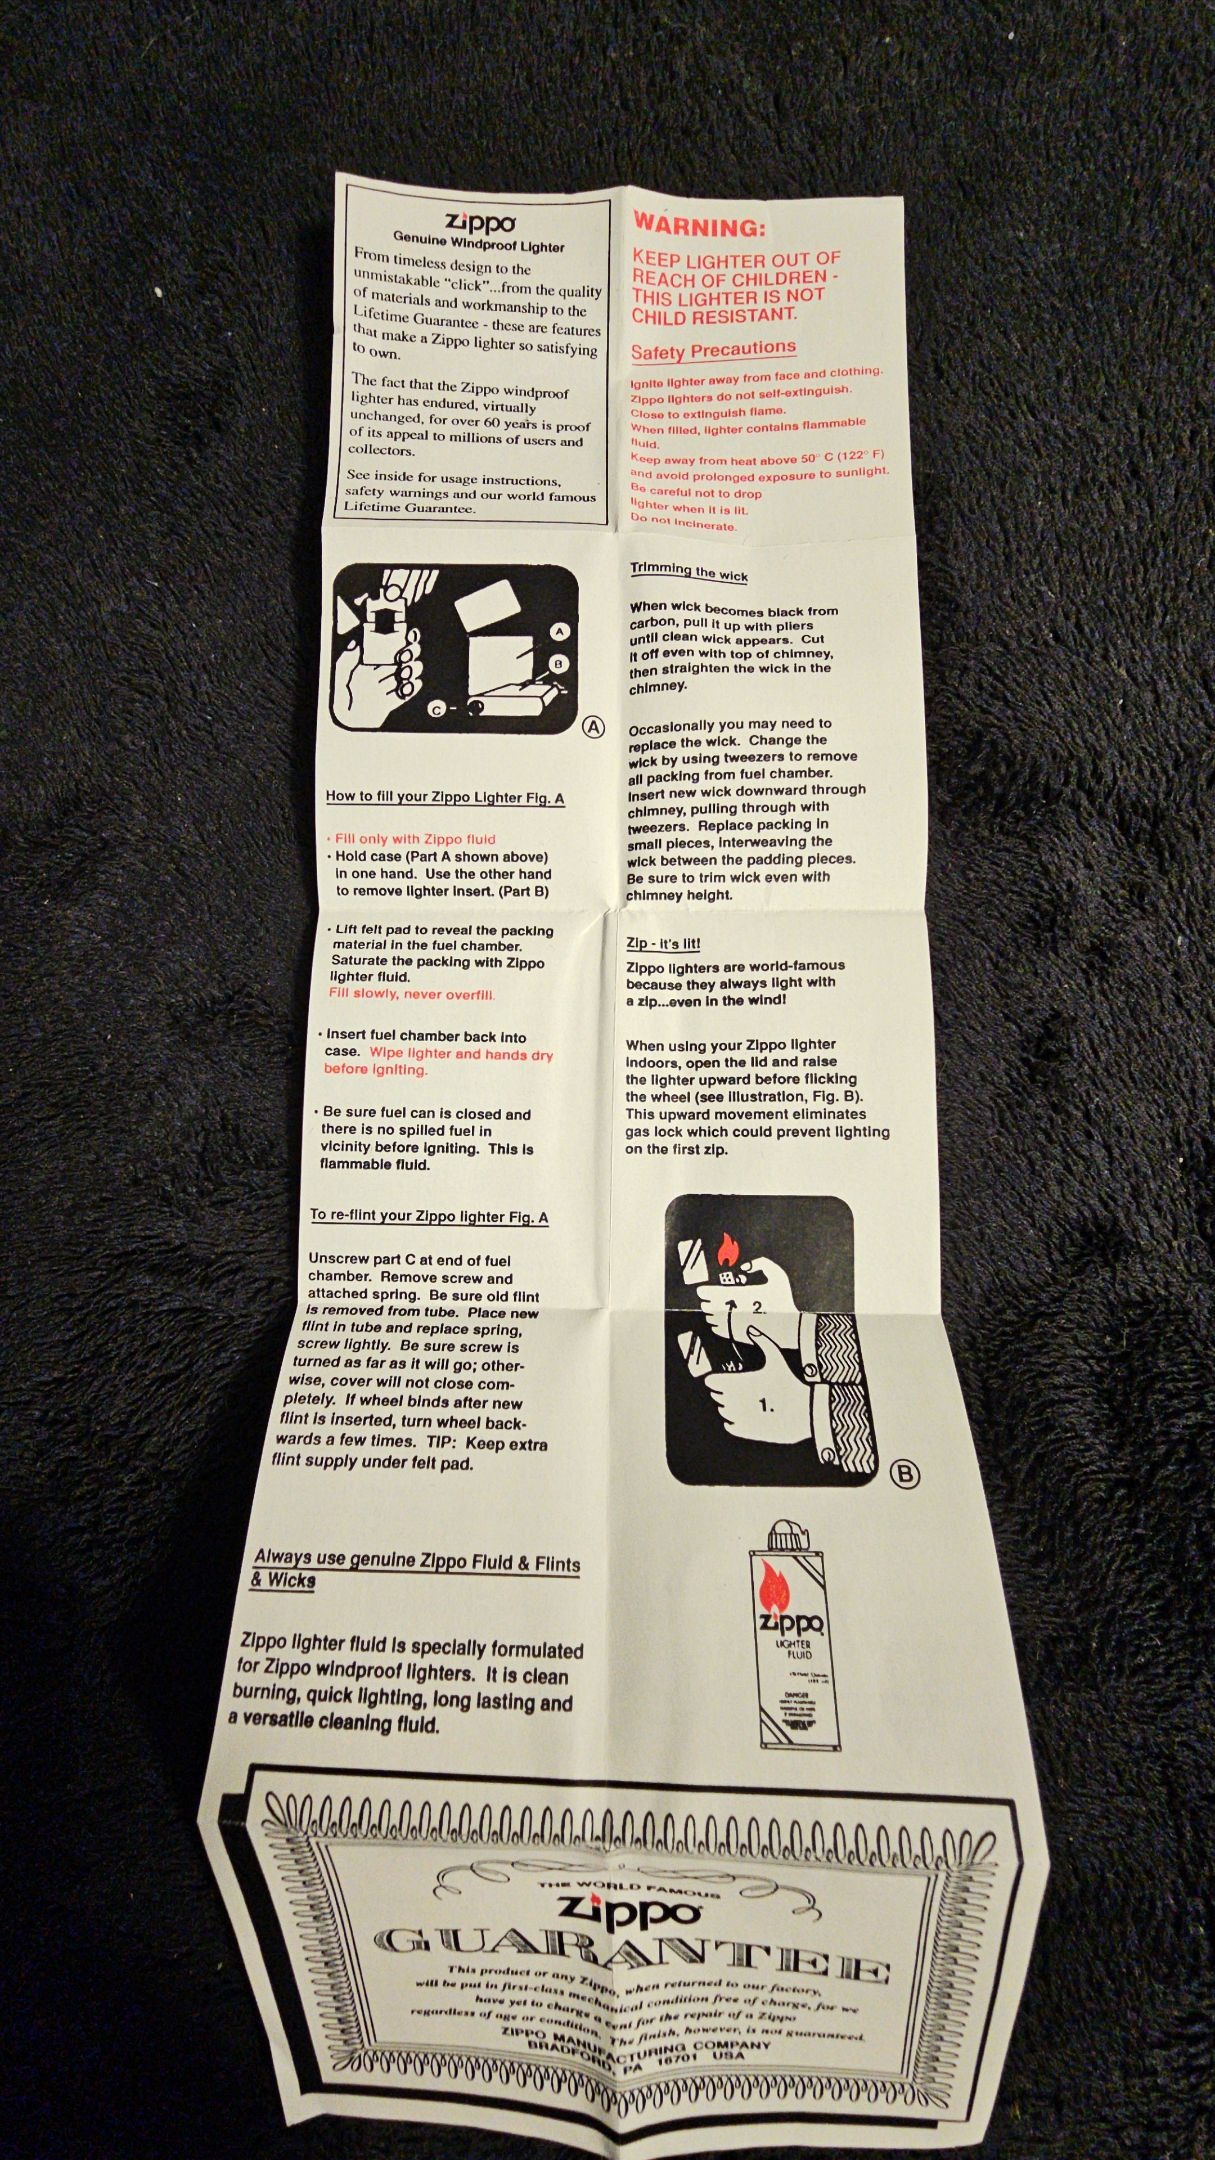 zippo
Genuine Windproof Lighter
From timeless design to the
unmistakable "click"...from the quality
of materials and workmanship to the
Lifetime Guarantee - these are features
that make a Zippo lighter so satisfying
to own.
The fact that the Zippo windproof
lighter has endured, virtually
unchanged, for over 60 years is proof
of its appeal to millions of users and
collectors.
See inside for usage instructions,
safety warnings and our world famous
Lifetime Guarantee.
A
B
C
A
How to fill your Zippo Lighter Fig. A
· Fill only with Zippo fluid
· Hold case (Part A shown above)
in one hand. Use the other hand
to remove lighter insert. (Part B)
· Lift felt pad to reveal the packing
material in the fuel chamber.
Saturate the packing with Zippo
lighter fluid.
Fill slowly, never overfill.
· Insert fuel chamber back into
case. Wipe lighter and hands dry
before igniting.
· Be sure fuel can is closed and
there is no spilled fuel in
vicinity before igniting. This is
flammable fluid.
To re-flint your Zippo lighter Fig. A
Unscrew part C at end of fuel
chamber. Remove screw and
attached spring. Be sure old flint
is removed from tube. Place new
flint in tube and replace spring,
screw lightly. Be sure screw is
turned as far as it will go; other-
wise, cover will not close com-
pletely. If wheel binds after new
flint is inserted, turn wheel back-
wards a few times. TIP: Keep extra
flint supply under felt pad.
Always use genuine Zippo Fluid & Flints
& Wicks
Zippo lighter fluid is specially formulated
for Zippo windproof lighters. It is clean
burning, quick lighting, long lasting and
a versatile cleaning fluid.
WARNING:
KEEP LIGHTER OUT OF
REACH OF CHILDREN -
THIS LIGHTER IS NOT
CHILD RESISTANT.
Safety Precautions
Ignite lighter away from face and clothing.
Zippo lighters do not self-extinguish.
Close to extinguish flame.
When filled, lighter contains flammable
fluid.
Keep away from heat above 50° C (122° F)
and avoid prolonged exposure to sunlight.
Be careful not to drop
lighter when it is lit.
Do not incinerate.
Trimming the wick
When wick becomes black from
carbon, pull it up with pliers
until clean wick appears. Cut
it off even with top of chimney,
then straighten the wick in the
chimney.
Occasionally you may need to
replace the wick. Change the
wick by using tweezers to remove
all packing from fuel chamber.
Insert new wick downward through
chimney, pulling through with
tweezers. Replace packing in
small pieces, interweaving the
wick between the padding pieces.
Be sure to trim wick even with
chimney height.
Zip - it's lit!
Zippo lighters are world-famous
because they always light with
a zip...even in the wind!
When using your Zippo lighter
indoors, open the lid and raise
the lighter upward before flicking
the wheel (see illustration, Fig. B).
This upward movement eliminates
gas lock which could prevent lighting
on the first zip.
2.
1.
B
zippo
LIGHTER
FLUID
DANGER
THE WORLD FAMOUS
zippo
GUARANTEE
This product or any Zippo, when returned to our factory,
will be put in first-class mechanical condition free of charge, for we
have yet to charge a cent for the repair of a Zippo
regardless of age or condition. The finish, however, is not guaranteed.
ZIPPO MANUFACTURING COMPANY
BRADFORD, PA 16701 USA